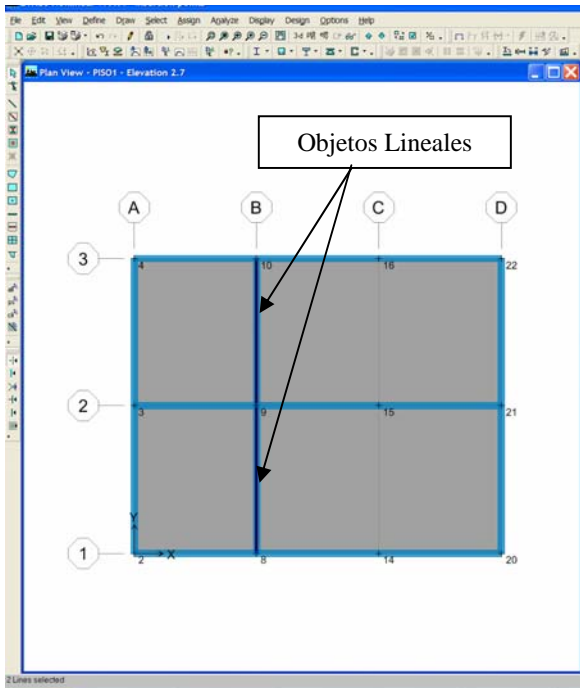 File Edit View Define Draw Select Assign Analyze Display Design Options Help
Plan View - PISO1 - Elevation 2.7
Objetos Lineales
A B C D
3
4 10 16 22
2
3 9 15 21
Y
1
2 X 8 14 20
2 Lines selected